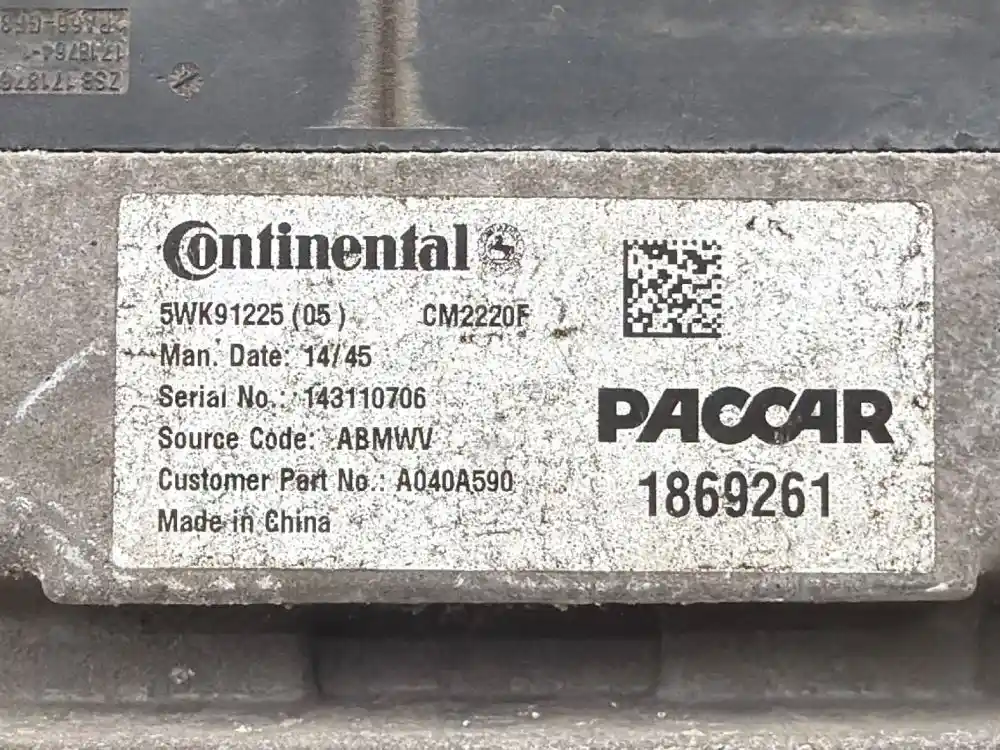 Continental
5WK91225 (05) CM2220F
Man. Date: 14/45
Serial No.: 143110706
Source Code: ABMWV
Customer Part No.: A040A590
Made in China
PACCAR
1869261